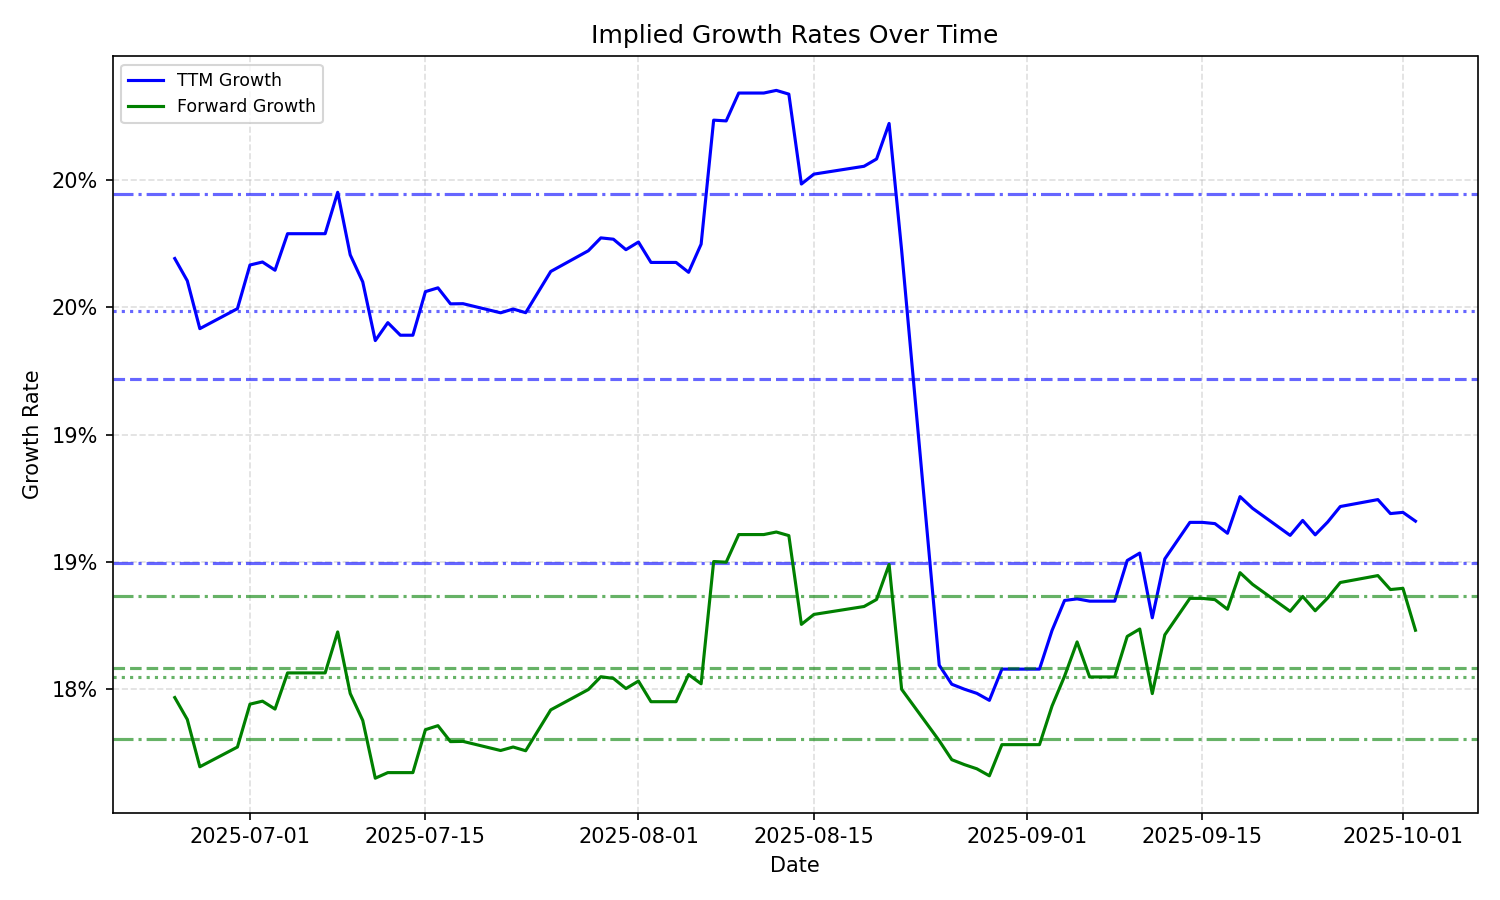 Implied Growth Rates Over Time
TTM Growth
Forward Growth
Growth Rate
20%
20%
19%
19%
18%
2025-07-01
2025-07-15
2025-08-01
2025-08-15
2025-09-01
2025-09-15
2025-10-01
Date